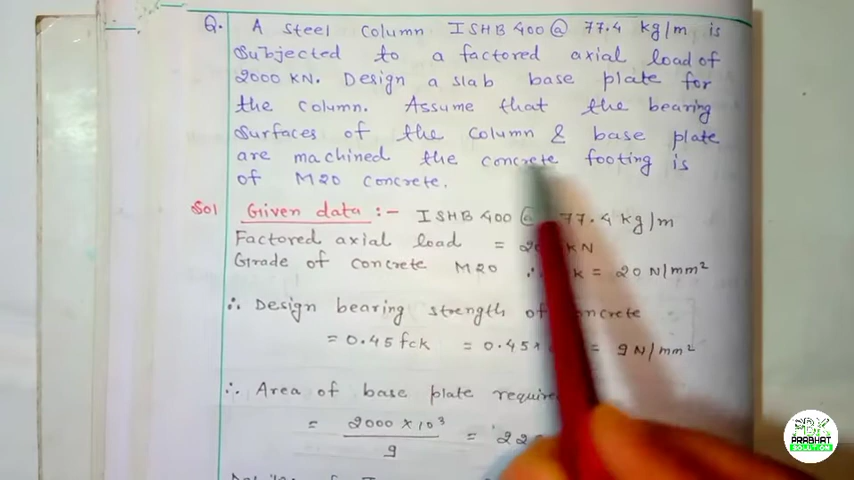 Q. A Steel column ISHB 400@ 77.4 kg/m is
Subjected to a factored axial load of
2000 KN. Design a slab base plate for
the column. Assume that the bearing
Surfaces of the column & base plate
are machined the concrete footing is
of M20 concrete.
Sol Given data :- ISHB 400 @ 77.4 kg/m
Factored axial load = KN
Grade of concrete M20 = 20 N/mm²
∴ Design bearing strength of
= 0.45 fck = 0.45× = 9 N/mm²
∴ Area of base plate
= 2000 × 10³ / 9 =
PRABHAT
SOLUTION